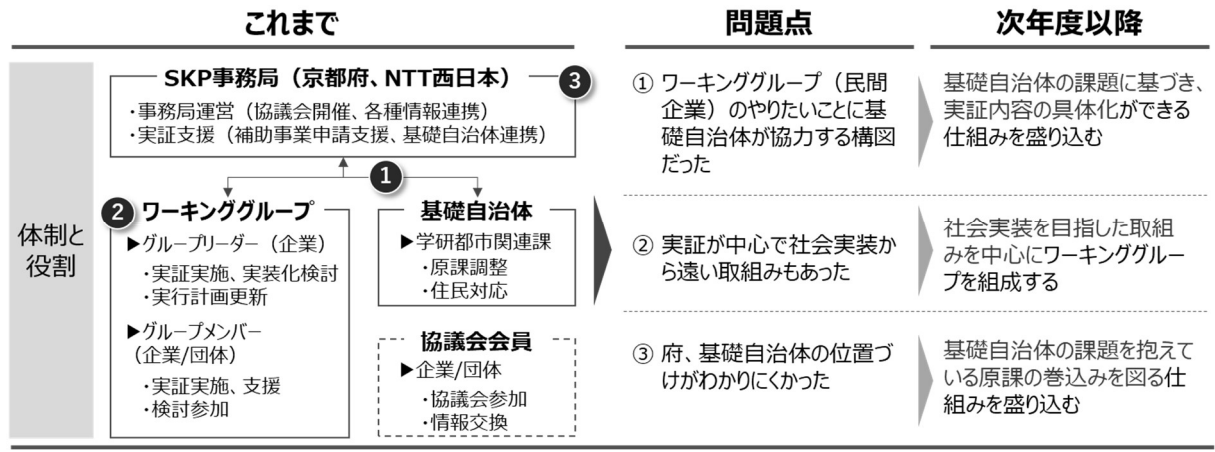 これまで
問題点
次年度以降
体制と
役割
SKP事務局（京都府、NTT西日本）
③
・事務局運営（協議会開催、各種情報連携）
・実証支援（補助事業申請支援、基礎自治体連携）
①
②
ワーキンググループ
▶グループリーダー（企業）
・実証実施、実装化検討
・実行計画更新
▶グループメンバー
（企業/団体）
・実証実施、支援
・検討参加
基礎自治体
▶学研都市関連課
・原課調整
・住民対応
協議会会員
▶企業/団体
・協議会参加
・情報交換
① ワーキンググループ（民間
企業）のやりたいことに基
礎自治体が協力する構図
だった
基礎自治体の課題に基づき、
実証内容の具体化ができる
仕組みを盛り込む
② 実証が中心で社会実装か
ら遠い取組みもあった
社会実装を目指した取組
みを中心にワーキンググルー
プを組成する
③ 府、基礎自治体の位置づ
けがわかりにくかった
基礎自治体の課題を抱えて
いる原課の巻込みを図る仕
組みを盛り込む